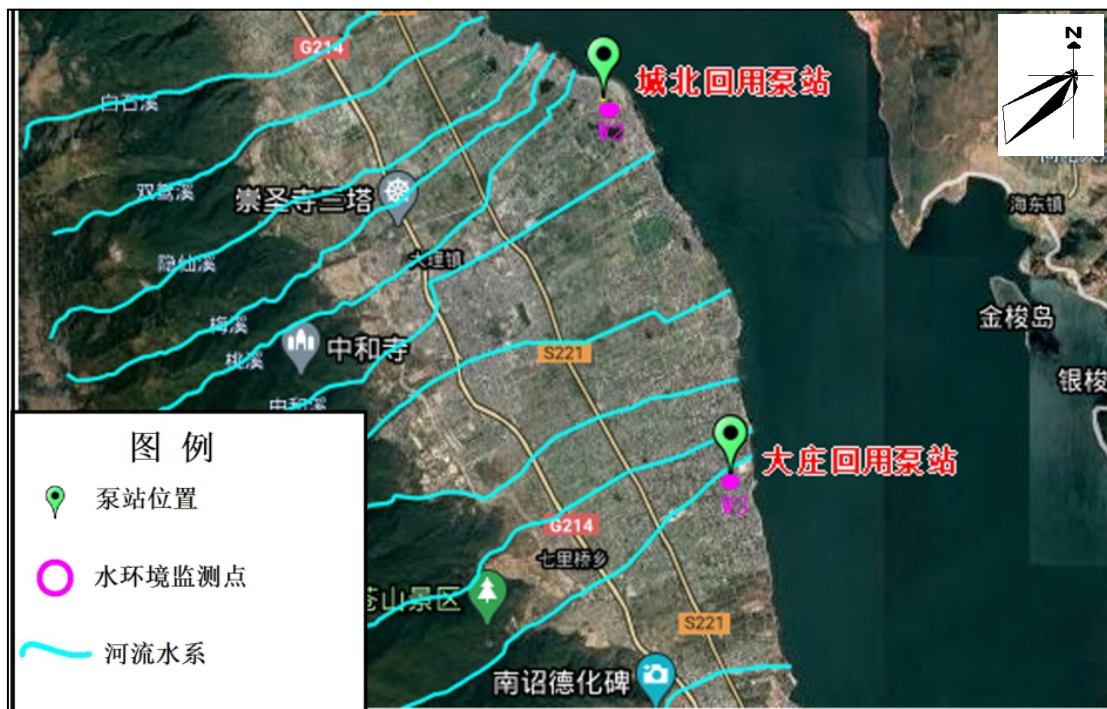 G214
N
城北回用泵站
W2
白石溪
双鸳溪
崇圣寺三塔
海东镇
隐仙溪
大理镇
金梭岛
梅溪
中和寺
桃溪
S221
银梭
中和溪
图 例
大庄回用泵站
W3
泵站位置
G214
七里桥乡
水环境监测点
苍山景区
S221
河流水系
南诏德化碑